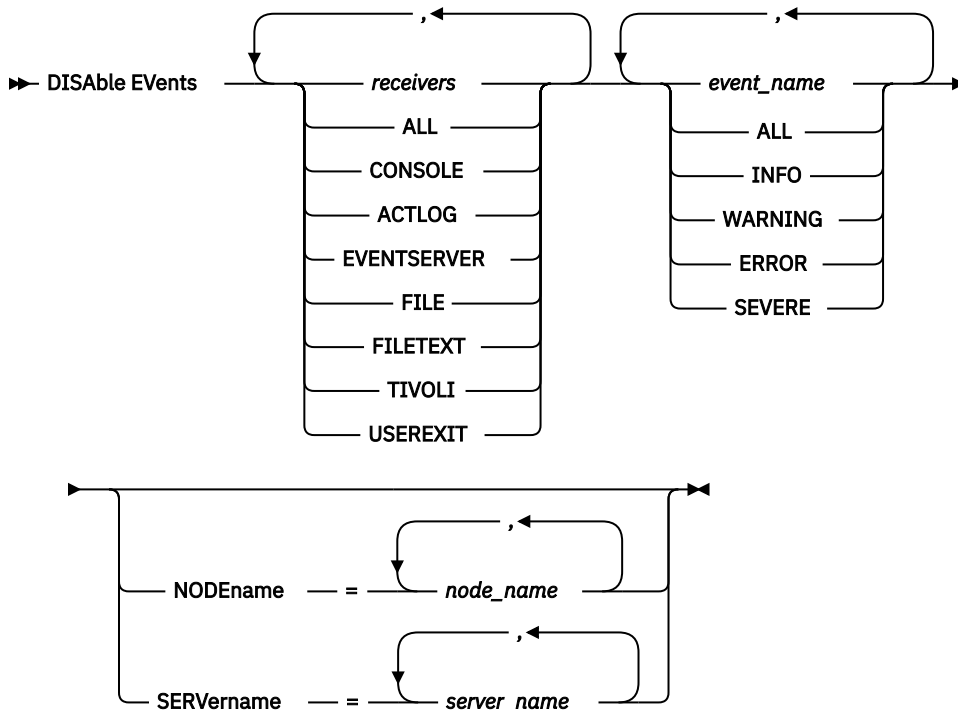 , ,
DISAble EVents receivers event_name
ALL ALL
CONSOLE INFO
ACTLOG WARNING
EVENTSERVER ERROR
FILE SEVERE
FILETEXT
TIVOLI
USEREXIT
,
NODEname = node_name
,
SERVername = server_name